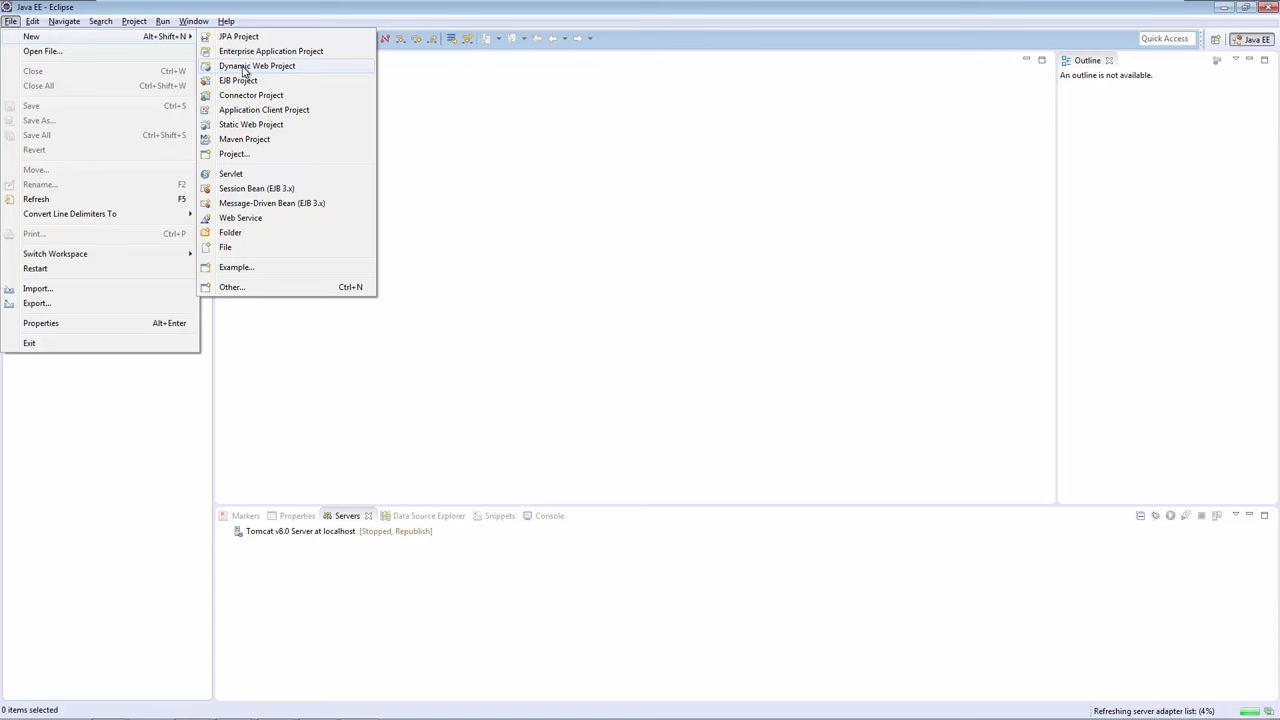 Java EE - Eclipse
File Edit Navigate Search Project Run Window Help
New Alt+Shift+N
Open File...
Close Ctrl+W
Close All Ctrl+Shift+W
Save Ctrl+S
Save As...
Save All Ctrl+Shift+S
Revert
Move...
Rename... F2
Refresh F5
Convert Line Delimiters To
Print... Ctrl+P
Switch Workspace
Restart
Import...
Export...
Properties Alt+Enter
Exit
JPA Project
Enterprise Application Project
Dynamic Web Project
EJB Project
Connector Project
Application Client Project
Static Web Project
Maven Project
Project...
Servlet
Session Bean (EJB 3.x)
Message-Driven Bean (EJB 3.x)
Web Service
Folder
File
Example...
Other... Ctrl+N
Quick Access
Java EE
Outline
An outline is not available.
Markers Properties Servers Data Source Explorer Snippets Console
Tomcat v8.0 Server at localhost [Stopped, Republish]
0 items selected
Refreshing server adapter list: (4%)